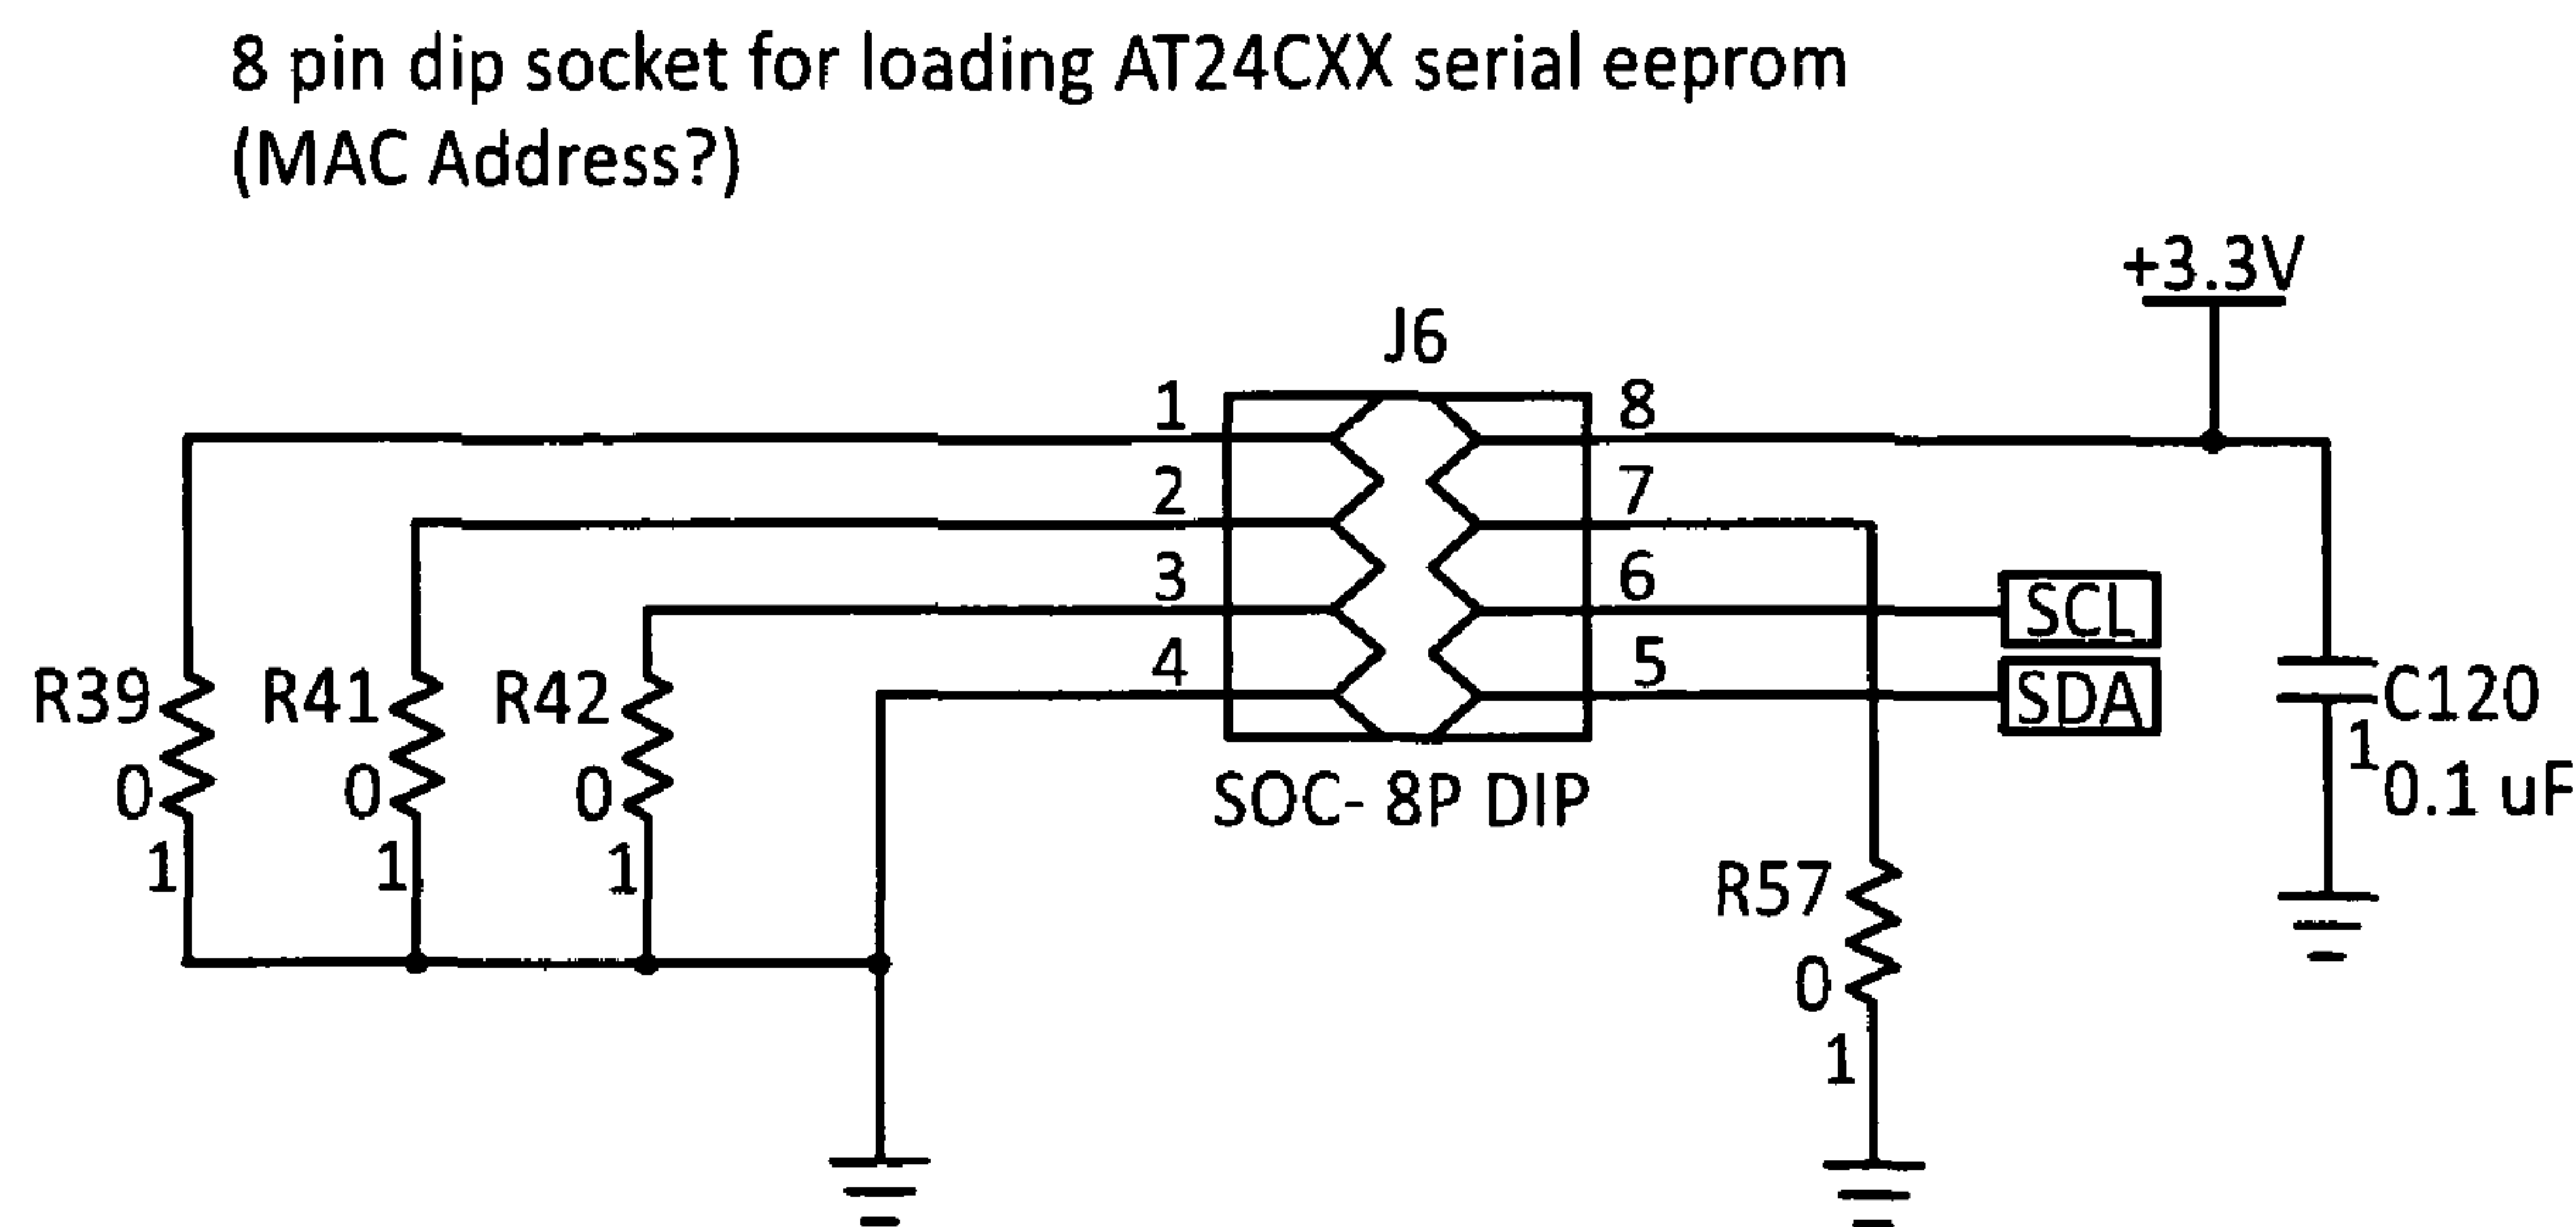 8 pin dip socket for loading AT24CXX serial eeprom
(MAC Address?)
+3.3V
J6
1
8
2
7
3
6
SCL
4
5
SDA
R39
0
1
R41
0
1
R42
0
1
SOC- 8P DIP
C120
1
0.1 uF
R57
0
1